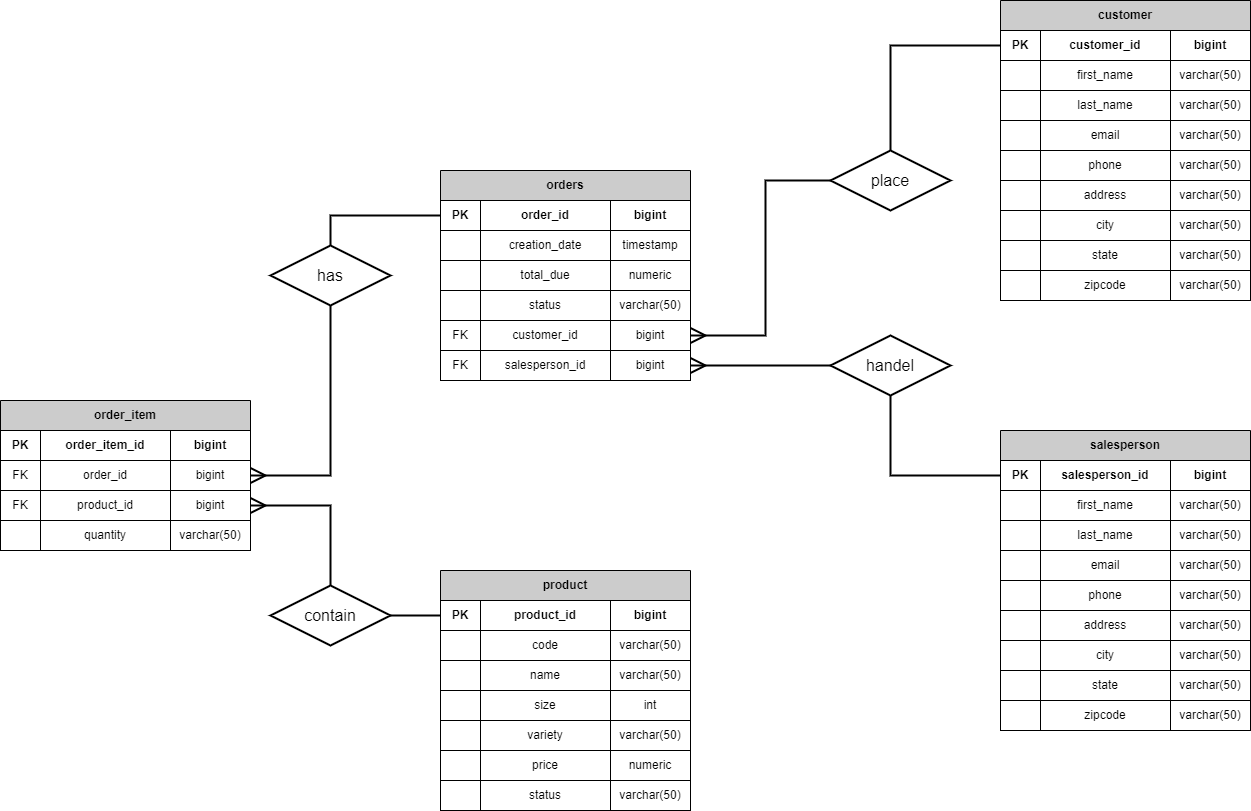 customer
PK customer_id bigint
first_name varchar(50)
last_name varchar(50)
email varchar(50)
phone varchar(50)
address varchar(50)
city varchar(50)
state varchar(50)
zipcode varchar(50)
place
orders
PK order_id bigint
creation_date timestamp
total_due numeric
status varchar(50)
FK customer_id bigint
FK salesperson_id bigint
has
handel
order_item
PK order_item_id bigint
FK order_id bigint
FK product_id bigint
quantity varchar(50)
salesperson
PK salesperson_id bigint
first_name varchar(50)
last_name varchar(50)
email varchar(50)
phone varchar(50)
address varchar(50)
city varchar(50)
state varchar(50)
zipcode varchar(50)
contain
product
PK product_id bigint
code varchar(50)
name varchar(50)
size int
variety varchar(50)
price numeric
status varchar(50)